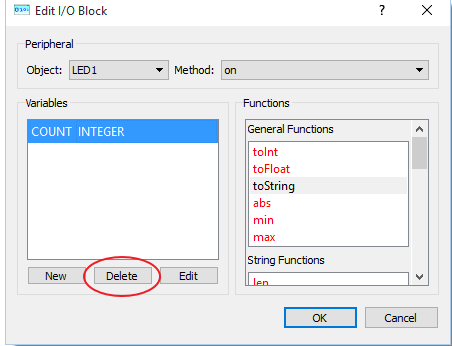 Edit I/O Block
?
Peripheral
Object: LED1 Method: on
Variables
COUNT INTEGER
New Delete Edit
Functions
General Functions
toInt
toFloat
toString
abs
min
max
String Functions
len
OK Cancel